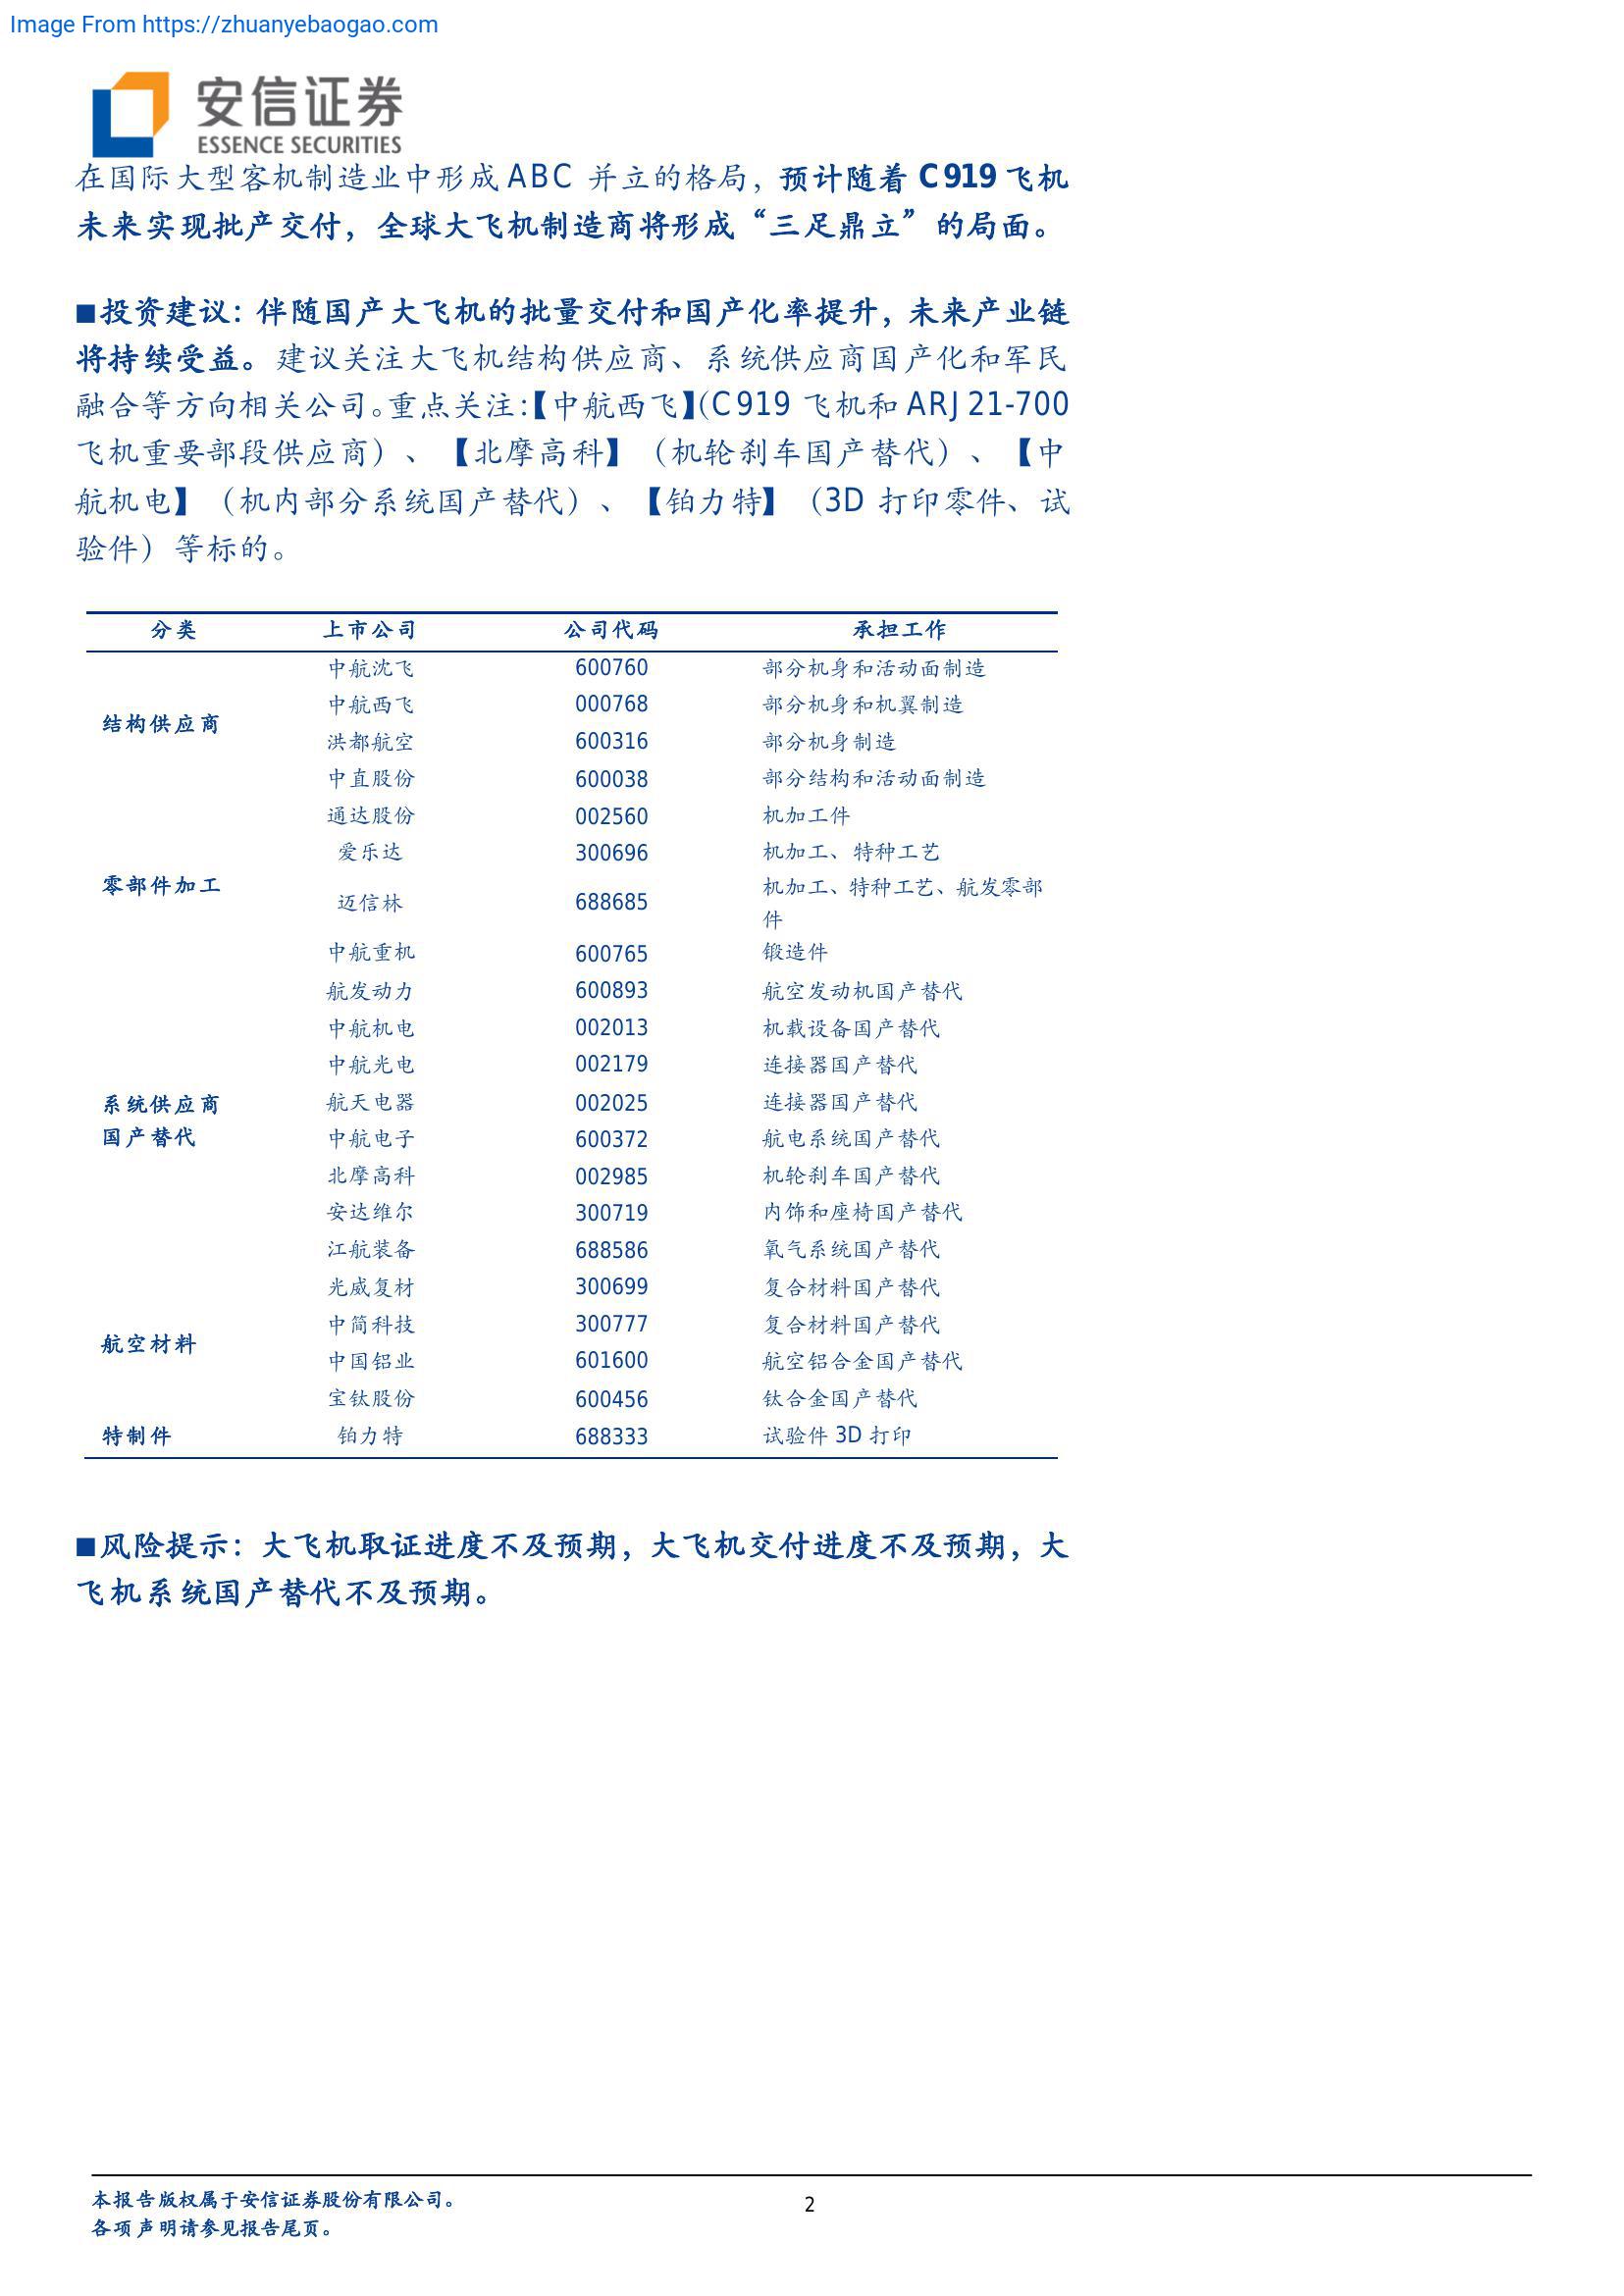 Image From https://zhuanyebaogao.com
安信证券
ESSENCE SECURITIES
在国际大型客机制造业中形成 ABC 并立的格局，预计随着 C919 飞机
未来实现批产交付，全球大飞机制造商将形成“三足鼎立”的局面。
■投资建议：伴随国产大飞机的批量交付和国产化率提升，未来产业链
将持续受益。建议关注大飞机结构供应商、系统供应商国产化和军民
融合等方向相关公司。重点关注：【中航西飞】（C919 飞机和 ARJ21-700
飞机重要部段供应商）、【北摩高科】（机轮刹车国产替代）、【中
航机电】（机内部分系统国产替代）、【铂力特】（3D 打印零件、试
验件）等标的。
分类 上市公司 公司代码 承担工作
中航沈飞 600760 部分机身和活动面制造
结构供应商 中航西飞 000768 部分机身和机翼制造
洪都航空 600316 部分机身制造
中直股份 600038 部分结构和活动面制造
通达股份 002560 机加工件
爱乐达 300696 机加工、特种工艺
零部件加工 迈信林 688685 机加工、特种工艺、航发零部
件
中航重机 600765 锻造件
航发动力 600893 航空发动机国产替代
中航机电 002013 机载设备国产替代
中航光电 002179 连接器国产替代
系统供应商 航天电器 002025 连接器国产替代
国产替代 中航电子 600372 航电系统国产替代
北摩高科 002985 机轮刹车国产替代
安达维尔 300719 内饰和座椅国产替代
江航装备 688586 氧气系统国产替代
光威复材 300699 复合材料国产替代
航空材料 中简科技 300777 复合材料国产替代
中国铝业 601600 航空铝合金国产替代
宝钛股份 600456 钛合金国产替代
特制件 铂力特 688333 试验件 3D 打印
■风险提示：大飞机取证进度不及预期，大飞机交付进度不及预期，大
飞机系统国产替代不及预期。
本报告版权属于安信证券股份有限公司。
各项声明请参见报告尾页。
2